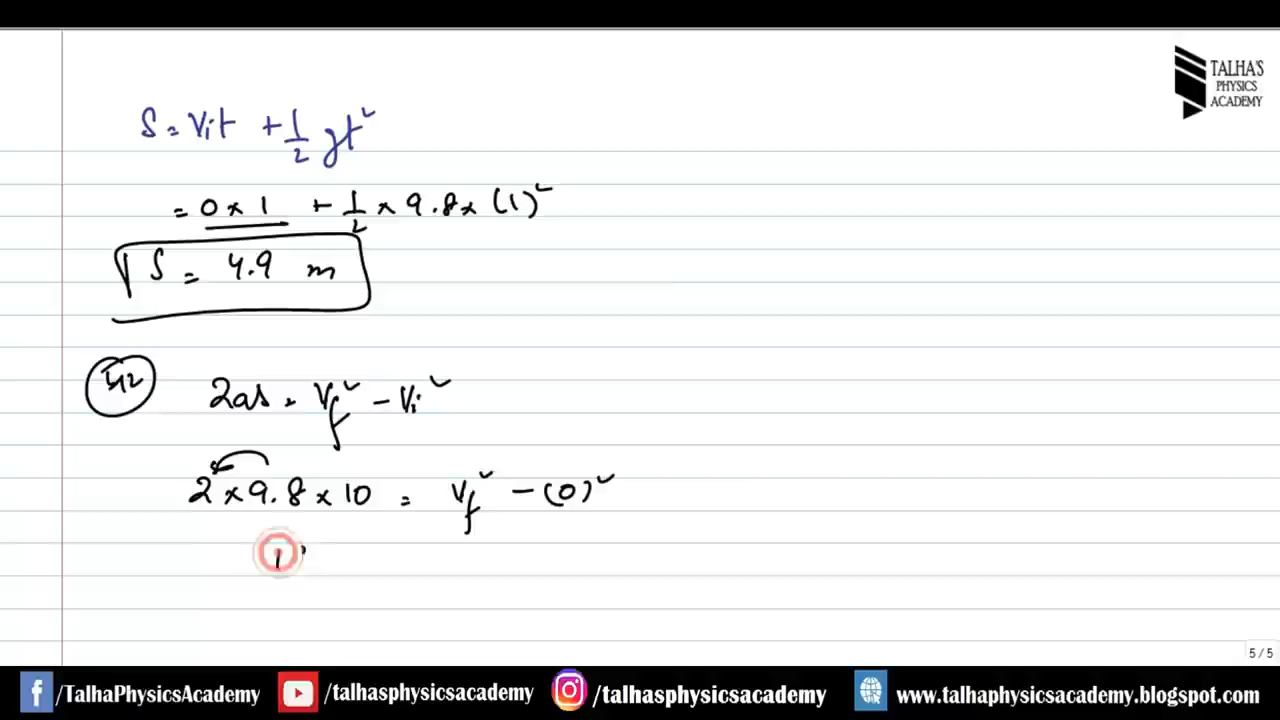 TALHA'S
PHYSICS
ACADEMY
S = Vit + 1/2 gt²
= 0 × 1 + 1/2 × 9.8 × (1)²
S = 4.9 m
2as = Vf² - Vi²
2 × 9.8 × 10 = Vf² - (0)²
5 / 5
/TalhaPhysicsAcademy
/talhasphysicsacademy
/talhasphysicsacademy
www.talhaphysicsacademy.blogspot.com